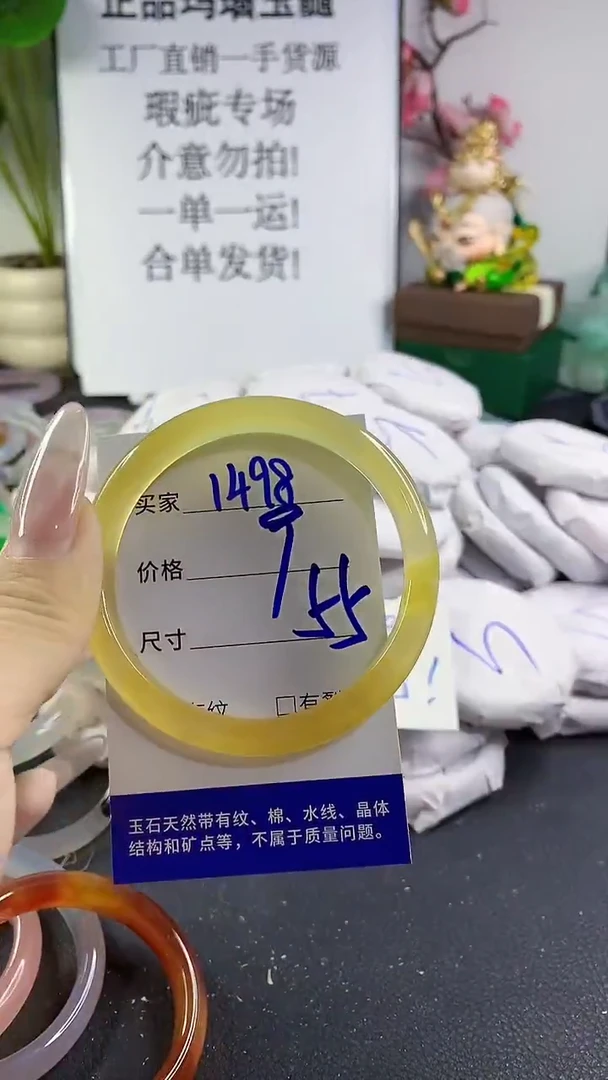 正品玛瑙玉髓
工厂直销一手货源
瑕疵专场
介意勿拍!
一单一运!
合单发货!
买家 1498
价格
尺寸 55
纹 □有裂
玉石天然带有纹、棉、水线、晶体
结构和矿点等，不属于质量问题。